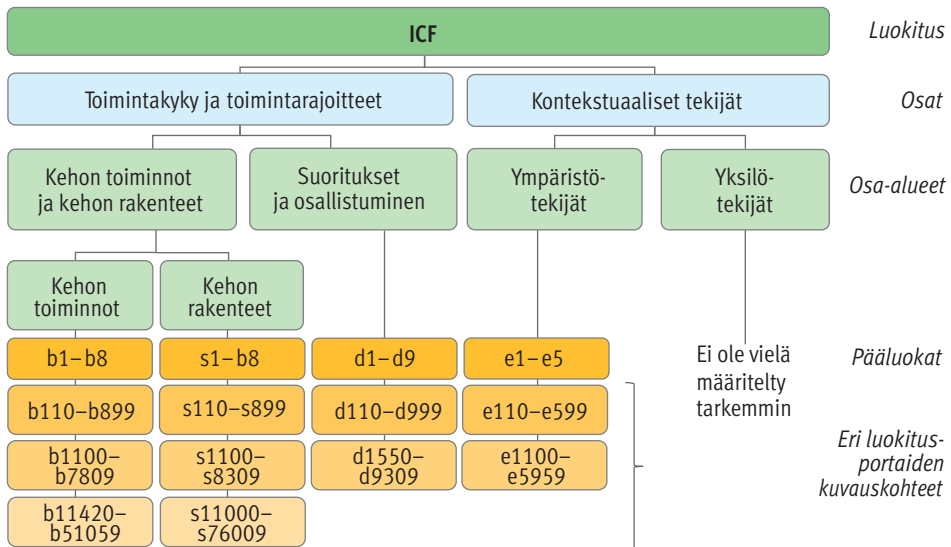 ICF
Luokitus
Toimintakyky ja toimintarajoitteet
Kontekstuaaliset tekijät
Osat
Kehon toiminnot
ja kehon rakenteet
Suoritukset
ja osallistuminen
Ympäristö-
tekijät
Yksilö-
tekijät
Osa-alueet
Kehon
toiminnot
Kehon
rakenteet
b1–b8
s1–b8
d1–d9
e1–e5
Ei ole vielä
määritelty
tarkemmin
Pääluokat
b110–b899
s110–s899
d110–d999
e110–e599
b1100–
b7809
s1100–
s8309
d1550–
d9309
e1100–
e5959
Eri luokitus-
portaiden
kuvauskohteet
b11420–
b51059
s11000–
s76009